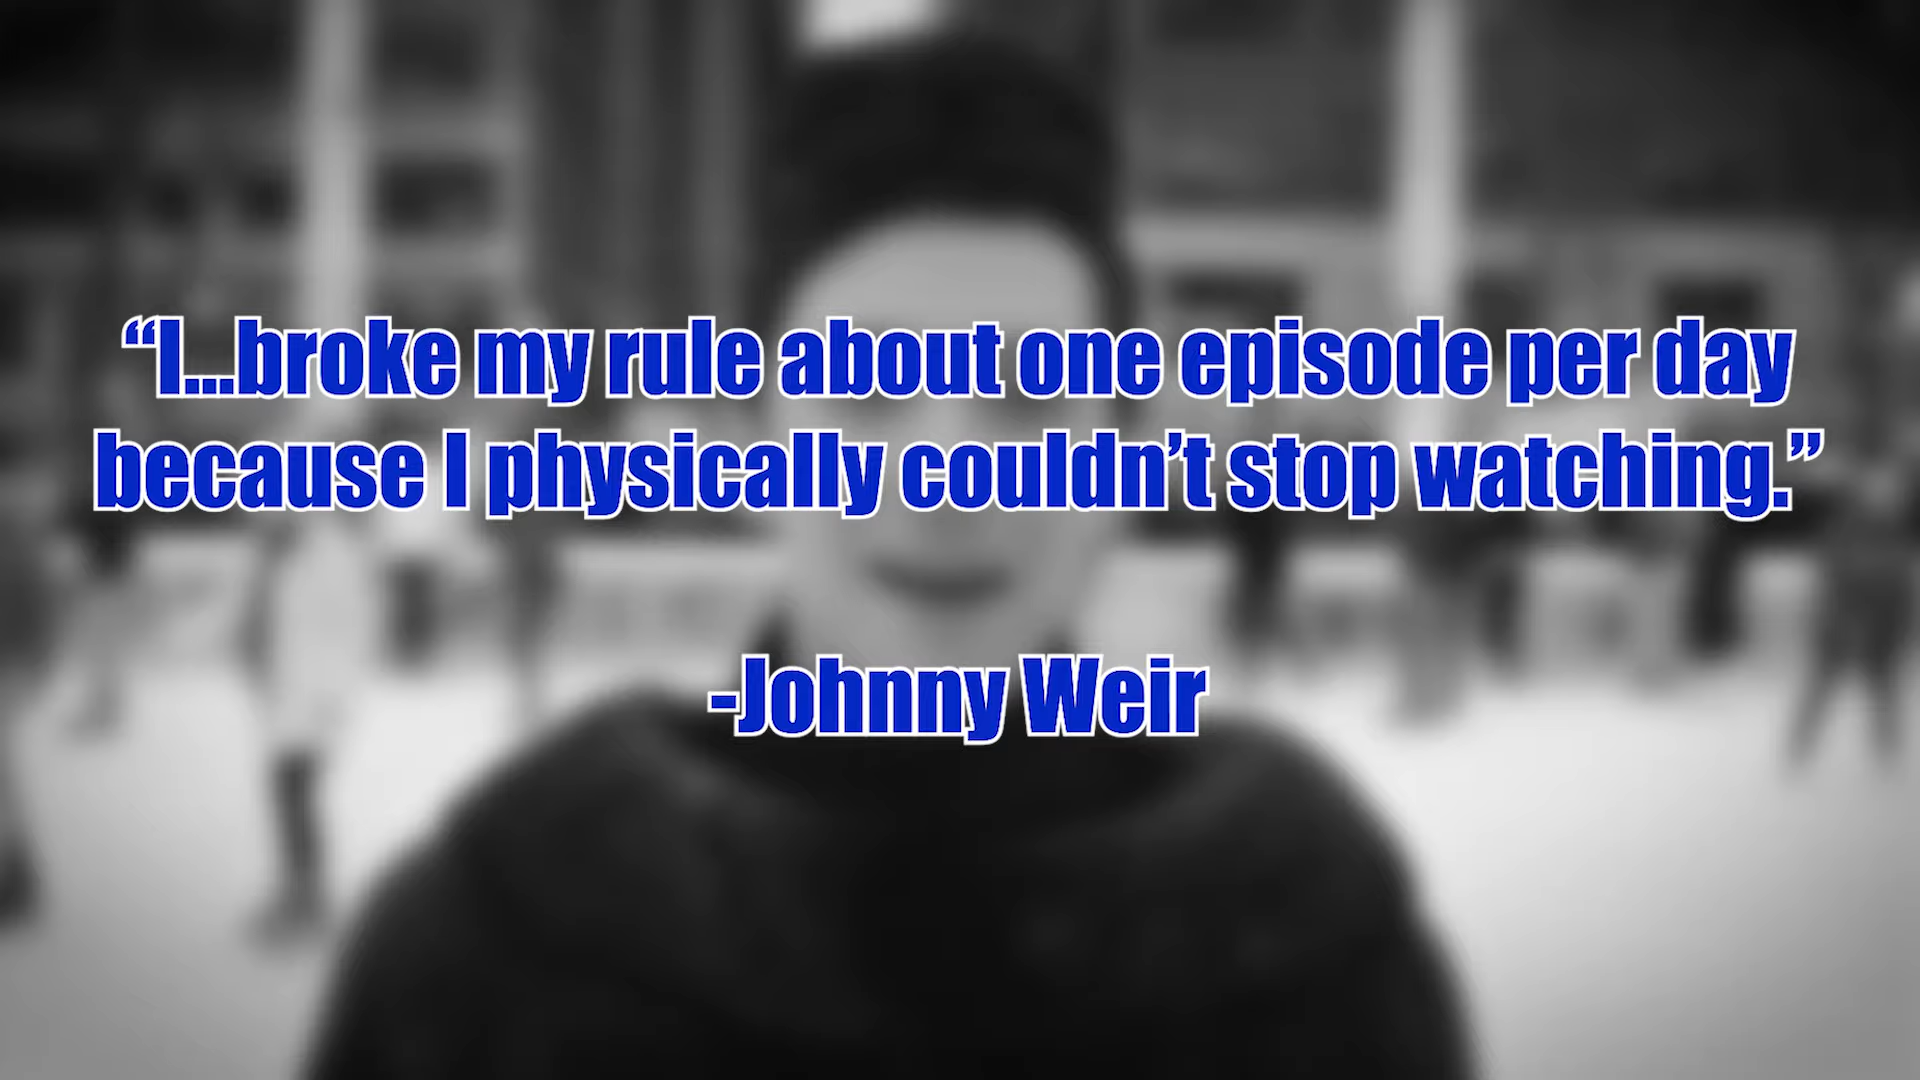 “I...broke my rule about one episode per day
because I physically couldn’t stop watching.”
-Johnny Weir